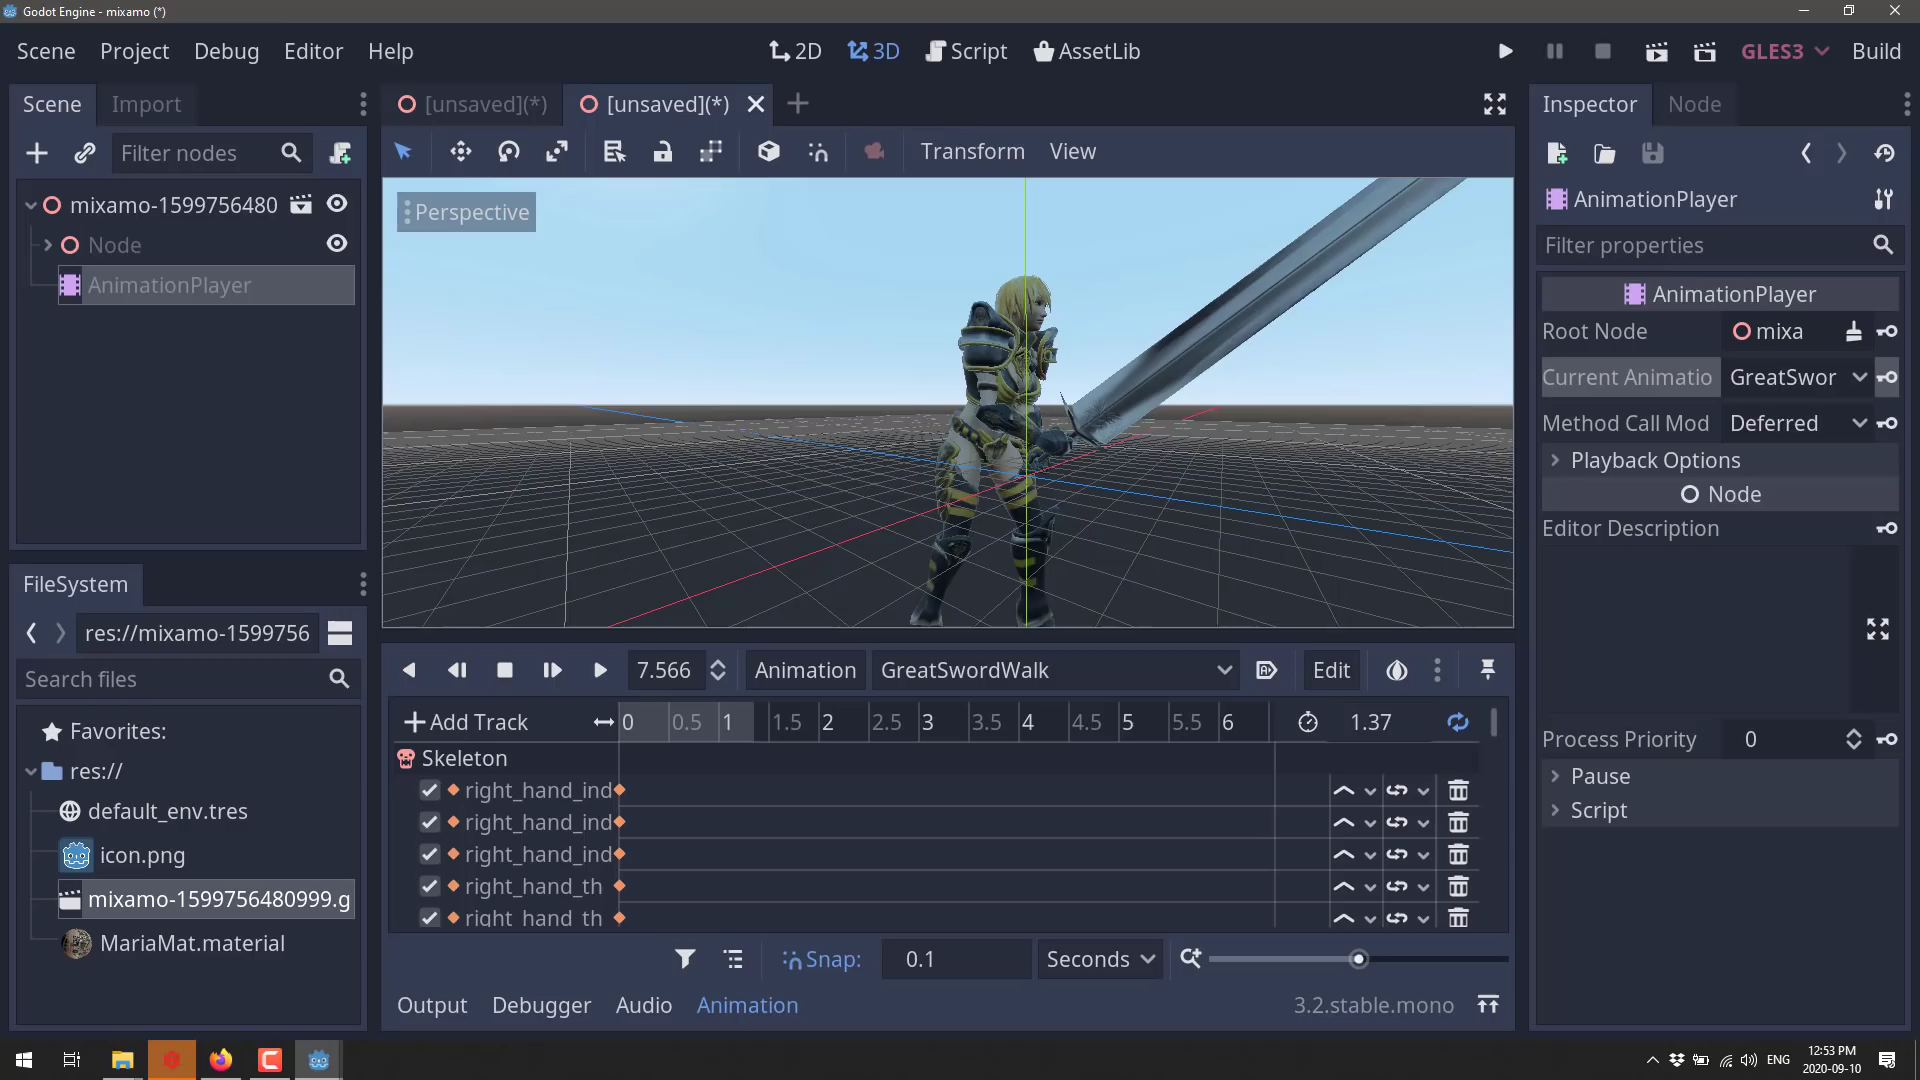 Godot Engine - mixamo (*)
Scene Project Debug Editor Help
2D 3D Script AssetLib
GLES3 Build
Scene Import
Filter nodes
mixamo-1599756480
Node
AnimationPlayer
FileSystem
res://mixamo-1599756
Search files
Favorites:
res://
default_env.tres
icon.png
mixamo-1599756480999.g
MariaMat.material
[unsaved](*) [unsaved](*)
Transform View
Perspective
7.566 Animation GreatSwordWalk Edit
Add Track 0 0.5 1 1.5 2 2.5 3 3.5 4 4.5 5 5.5 6 1.37
Skeleton
right_hand_ind
right_hand_ind
right_hand_ind
right_hand_th
right_hand_th
Snap: 0.1 Seconds
Output Debugger Audio Animation 3.2.stable.mono
Inspector Node
AnimationPlayer
Filter properties
AnimationPlayer
Root Node mixa
Current Animatio GreatSwor
Method Call Mod Deferred
Playback Options
Node
Editor Description
Process Priority 0
Pause
Script
ENG
12:53 PM
2020-09-10